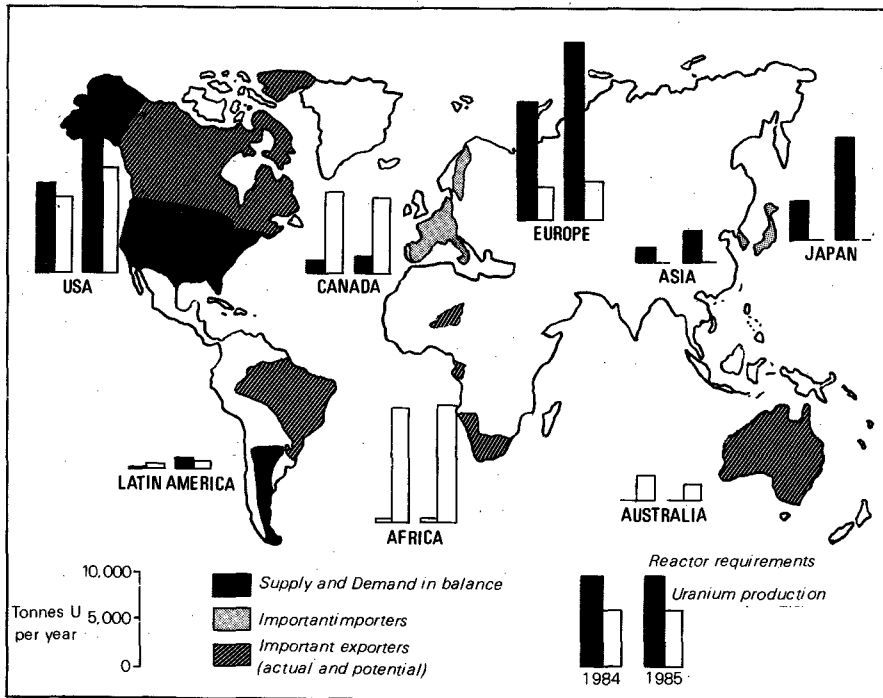 EUROPE
USA
CANADA
ASIA
JAPAN
LATIN AMERICA
AFRICA
AUSTRALIA
10,000
Tonnes U
per year
5,000
0
Supply and Demand in balance
Importantimporters
Important exporters
(actual and potential)
Reactor requirements
Uranium production
1984
1985